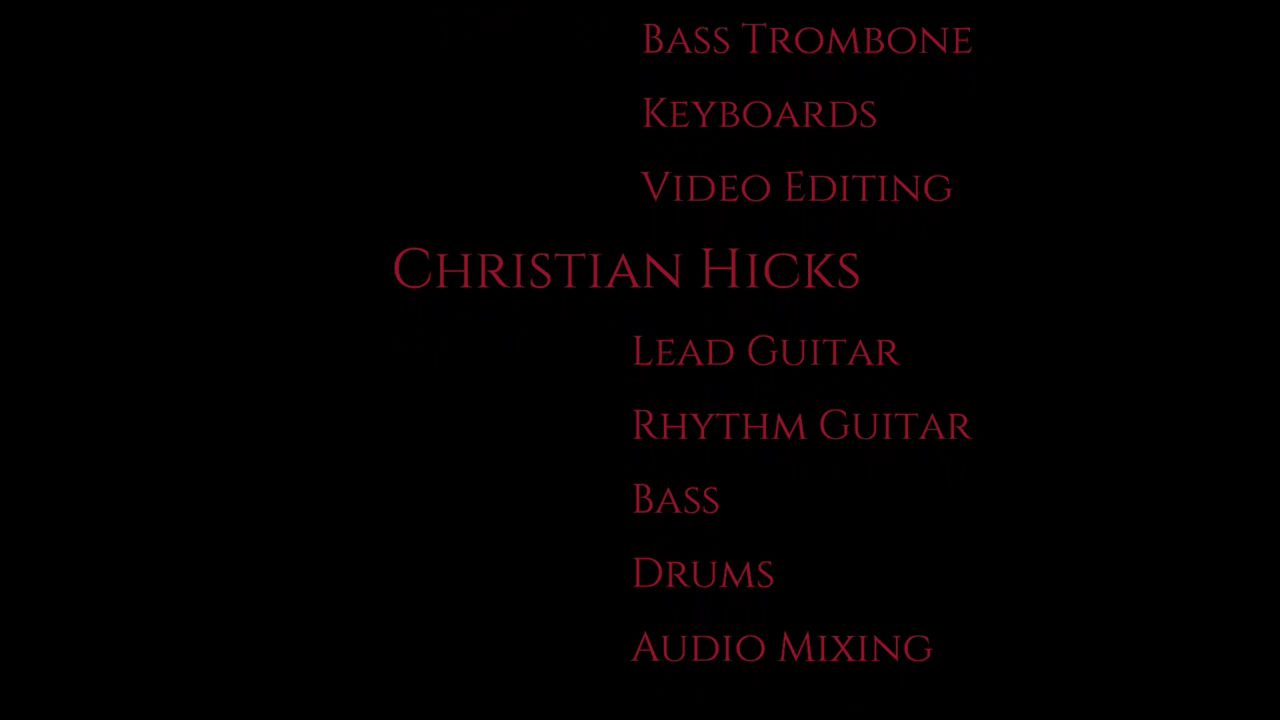 Bass Trombone
Keyboards
Video Editing
Christian Hicks
Lead Guitar
Rhythm Guitar
Bass
Drums
Audio Mixing